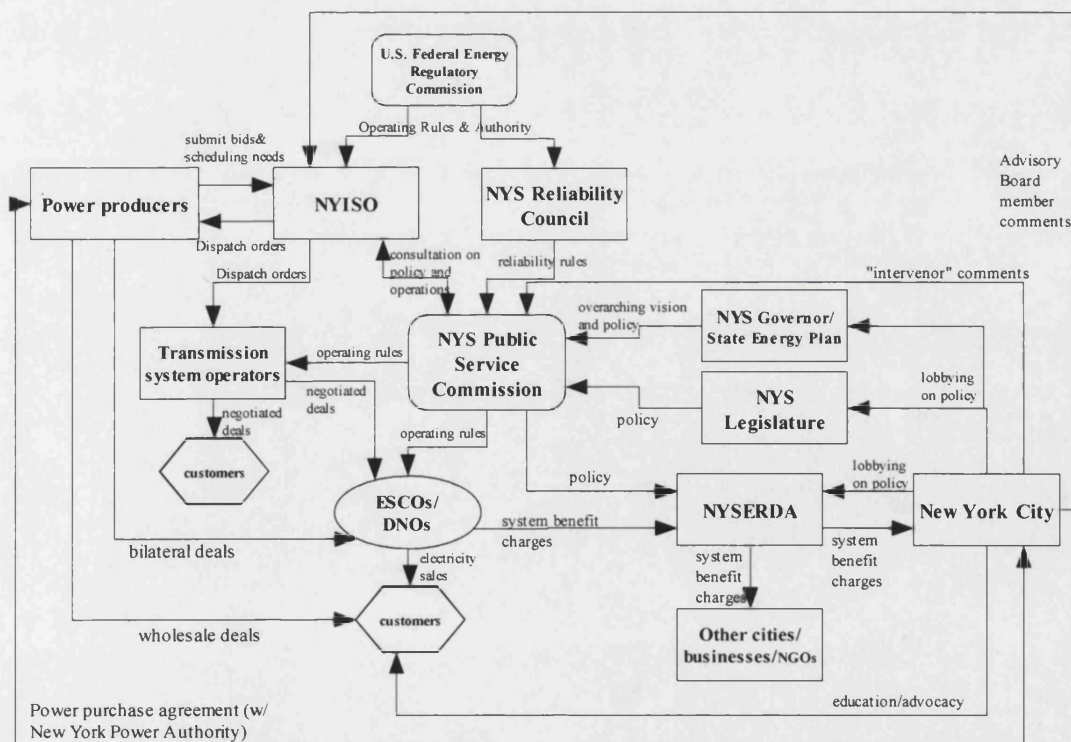 U.S. Federal Energy
Regulatory
Commission
Operating Rules & Authority
submit bids&
scheduling needs
Power producers
NYISO
NYS Reliability
Council
Advisory
Board
member
comments
Dispatch orders
Dispatch orders
consultation on
policy and
operations
reliability rules
"intervenor" comments
overarching vision
and policy
NYS Governor/
State Energy Plan
Transmission
system operators
operating rules
NYS Public
Service
Commission
negotiated
deals
negotiated
deals
policy
NYS
Legislature
lobbying
on policy
customers
operating rules
ESCOs/
DNOs
policy
lobbying
on policy
NYSERDA
New York City
system benefit
charges
bilateral deals
electricity
sales
system
benefit
charges
system
benefit
charges
customers
wholesale deals
Other cities/
businesses/NGOs
education/advocacy
Power purchase agreement (w/
New York Power Authority)